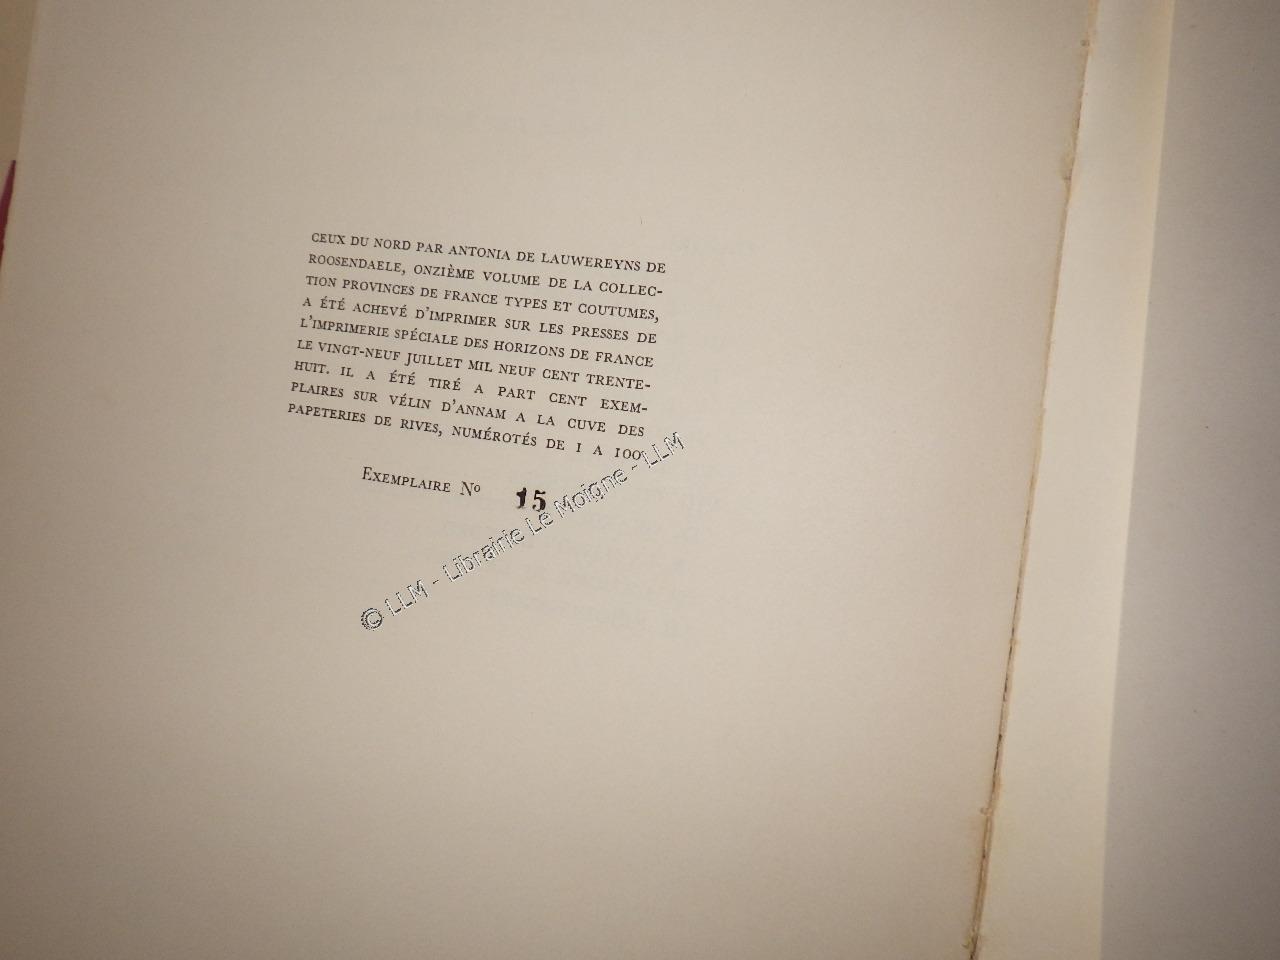 CEUX DU NORD PAR ANTONIA DE LAUWEREYNS DE
ROOSENDAELE, ONZIÈME VOLUME DE LA COLLEC-
TION PROVINCES DE FRANCE TYPES ET COUTUMES,
A ÉTÉ ACHEVÉ D'IMPRIMER SUR LES PRESSES DE
L'IMPRIMERIE SPÉCIALE DES HORIZONS DE FRANCE
LE VINGT-NEUF JUILLET MIL NEUF CENT TRENTE-
HUIT. IL A ÉTÉ TIRÉ A PART CENT EXEM-
PLAIRES SUR VÉLIN D'ANNAM A LA CUVE DES
PAPETERIES DE RIVES, NUMÉROTÉS DE 1 A 100.
EXEMPLAIRE No 15
© LLM - Librairie Le Moigne - LLM